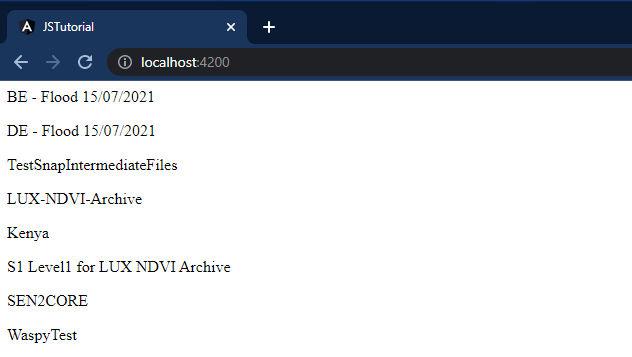 JSTutorial
localhost:4200
BE - Flood 15/07/2021
DE - Flood 15/07/2021
TestSnapIntermediateFiles
LUX-NDVI-Archive
Kenya
S1 Level1 for LUX NDVI Archive
SEN2CORE
WaspyTest